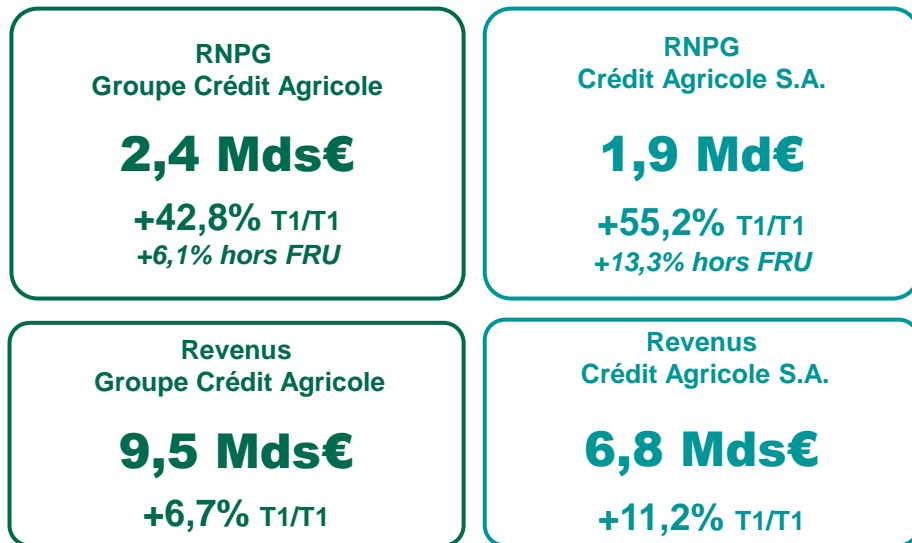 RNPG
Groupe Crédit Agricole
2,4 Mds€
+42,8% T1/T1
+6,1% hors FRU
RNPG
Crédit Agricole S.A.
1,9 Md€
+55,2% T1/T1
+13,3% hors FRU
Revenus
Groupe Crédit Agricole
9,5 Mds€
+6,7% T1/T1
Revenus
Crédit Agricole S.A.
6,8 Mds€
+11,2% T1/T1